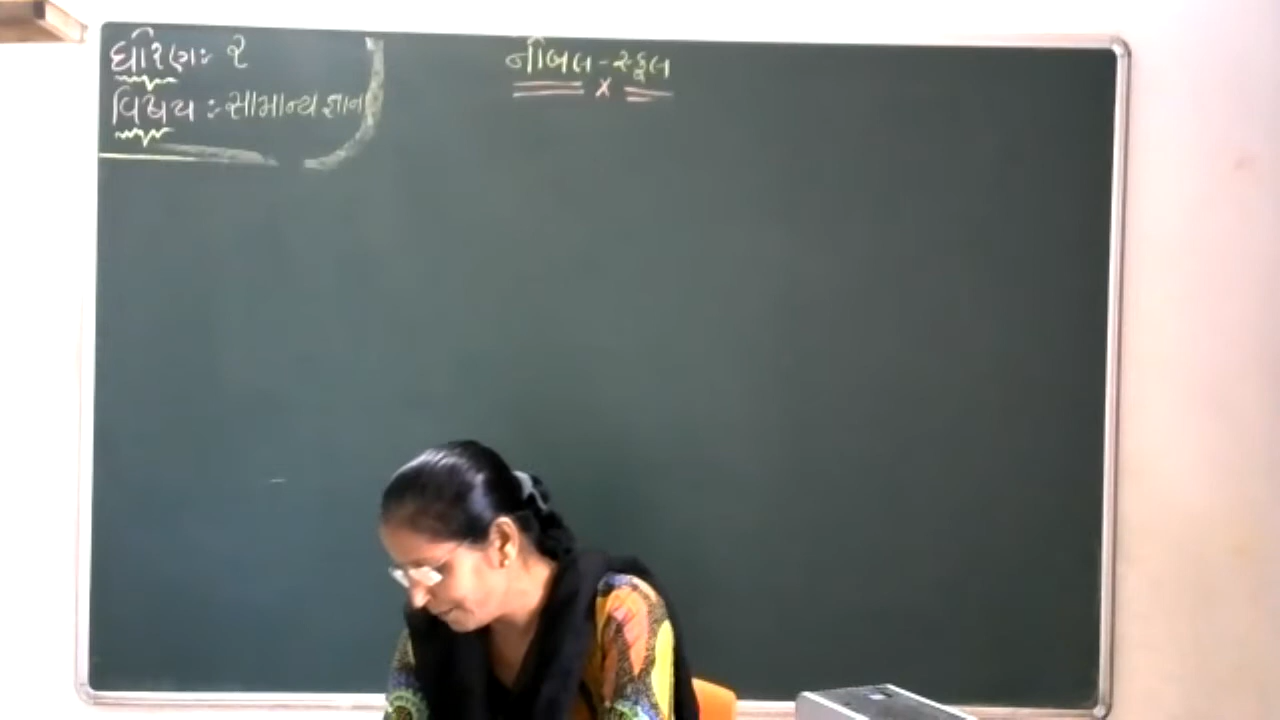 ધોરણઃ ૨
નોબલ - સ્કૂલ
વિષય :- સામાન્ય જ્ઞાન